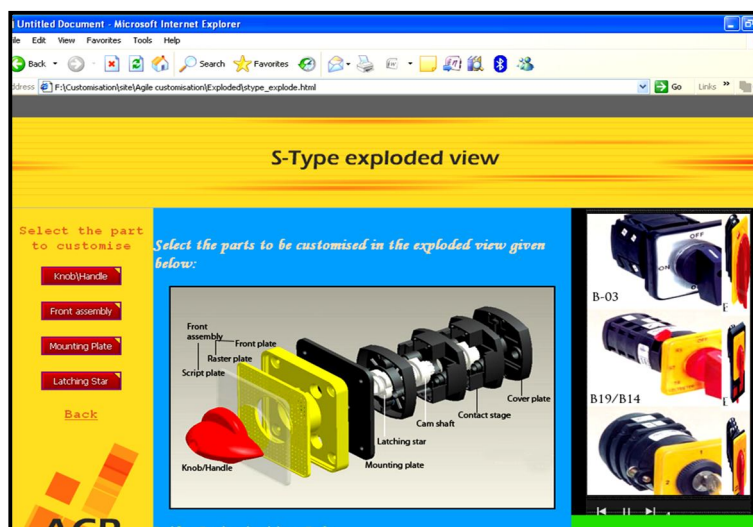 Untitled Document - Microsoft Internet Explorer
Edit View Favorites Tools Help
Back Search Favorites
F:\Customisation\site\Agile customisation\Exploded\stype_explode.html Go Links »
S-Type exploded view
Select the part
to customise
Knob\Handle
Front assembly
Mounting Plate
Latching Star
Back
Select the parts to be customised in the exploded view given
below:
Front
assembly
Front plate
Raster plate
Script plate
Knob/Handle
Mounting plate
Latching star
Cam shaft
Contact stage
Cover plate
OFF
ON
B-03
E
B19/B14
E